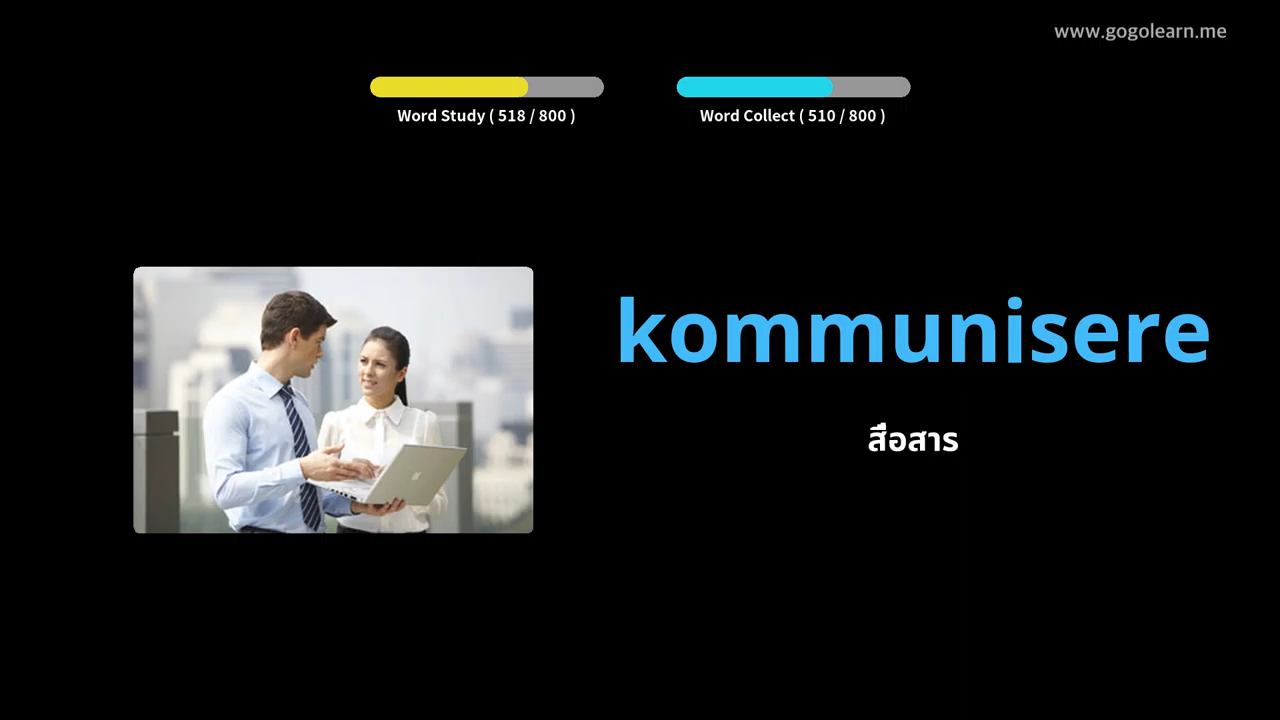 www.gogolearn.me
Word Study ( 518 / 800 )
Word Collect ( 510 / 800 )
kommunisere
สื่อสาร